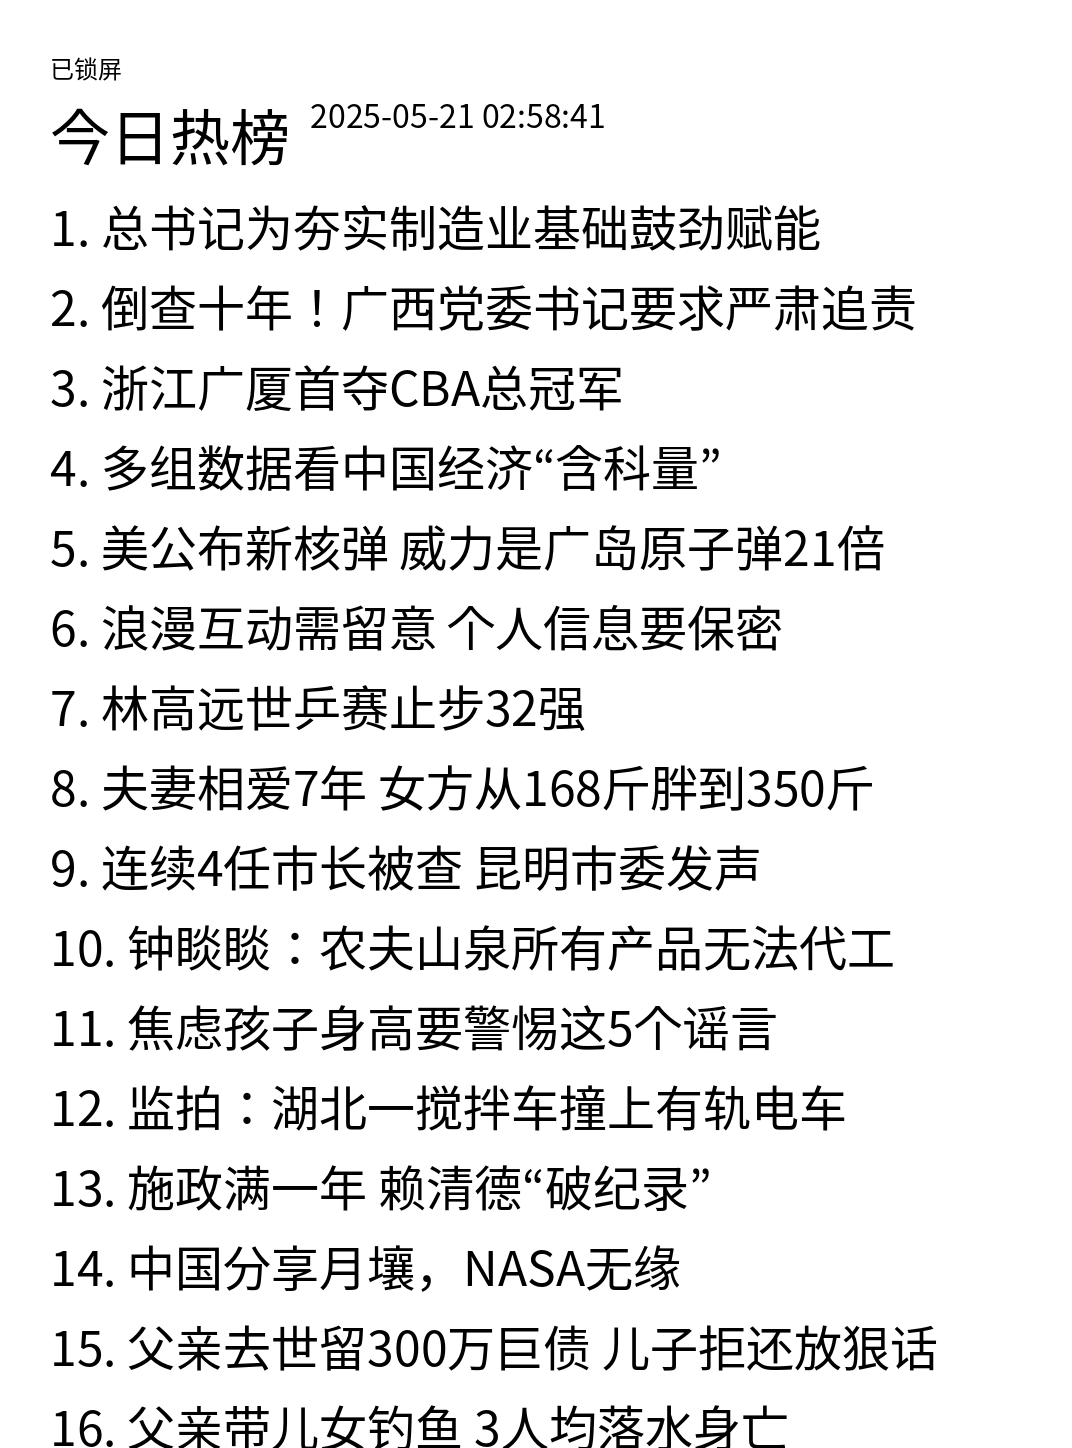 已锁屏
今日热榜 2025-05-21 02:58:41
1. 总书记为夯实制造业基础鼓劲赋能
2. 倒查十年！广西党委书记要求严肃追责
3. 浙江广厦首夺CBA总冠军
4. 多组数据看中国经济“含科量”
5. 美公布新核弹 威力是广岛原子弹21倍
6. 浪漫互动需留意 个人信息要保密
7. 林高远世乒赛止步32强
8. 夫妻相爱7年 女方从168斤胖到350斤
9. 连续4任市长被查 昆明市委发声
10. 钟睒睒：农夫山泉所有产品无法代工
11. 焦虑孩子身高要警惕这5个谣言
12. 监拍：湖北一搅拌车撞上有轨电车
13. 施政满一年 赖清德“破纪录”
14. 中国分享月壤，NASA无缘
15. 父亲去世留300万巨债 儿子拒还放狠话
16. 父亲带儿女钓鱼 3人均落水身亡